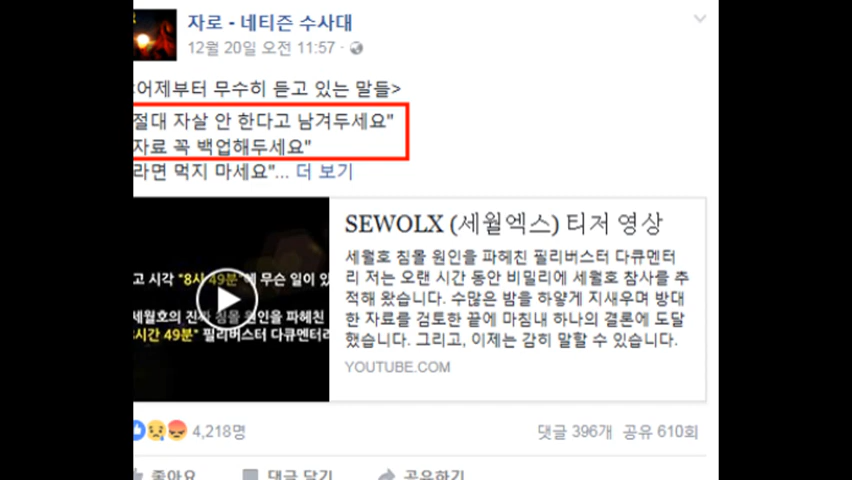 자로 - 네티즌 수사대
12월 20일 오전 11:57 ·
어제부터 무수히 듣고 있는 말들>
절대 자살 안 한다고 남겨두세요"
자료 꼭 백업해두세요"
라면 먹지 마세요"... 더 보기
고 시각 "8시 49분"에 무슨 일이 있
세월호의 진짜 침몰 원인을 파헤친
8시간 49분" 필리버스터 다큐멘터리
SEWOLX (세월엑스) 티저 영상
세월호 침몰 원인을 파헤친 필리버스터 다큐멘터
리 저는 오랜 시간 동안 비밀리에 세월호 참사를 추
적해 왔습니다. 수많은 밤을 하얗게 지새우며 방대
한 자료를 검토한 끝에 마침내 하나의 결론에 도달
했습니다. 그리고, 이제는 감히 말할 수 있습니다.
YOUTUBE.COM
4,218명
댓글 396개 공유 610회
좋아요 댓글 달기 공유하기